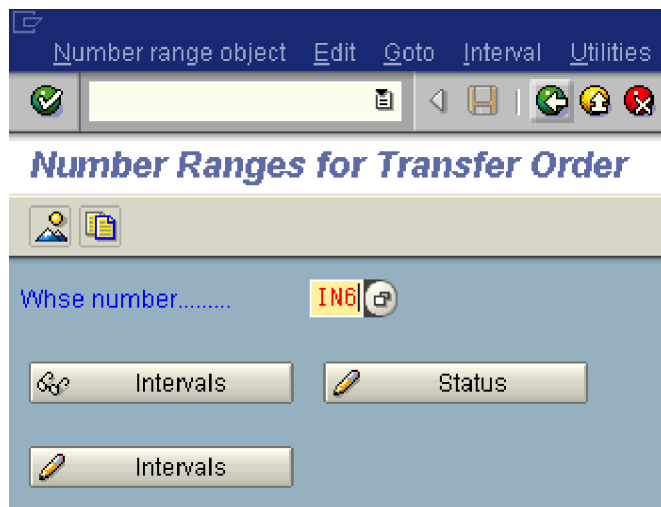 Number range object Edit Goto Interval Utilities
Number Ranges for Transfer Order
Whse number......... IN6
Intervals Status
Intervals